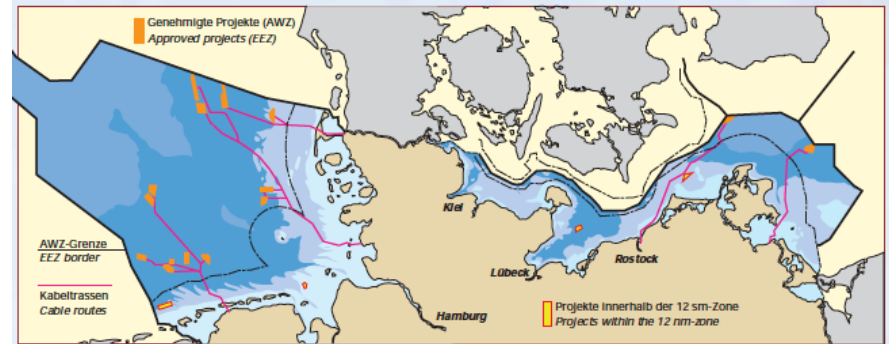 Genehmigte Projekte (AWZ)
Approved projects (EEZ)
Kiel
AWZ-Grenze
EEZ border
Lübeck
Rostock
Kabeltrassen
Cable routes
Hamburg
Projekte innerhalb der 12 sm-Zone
Projects within the 12 nm-zone